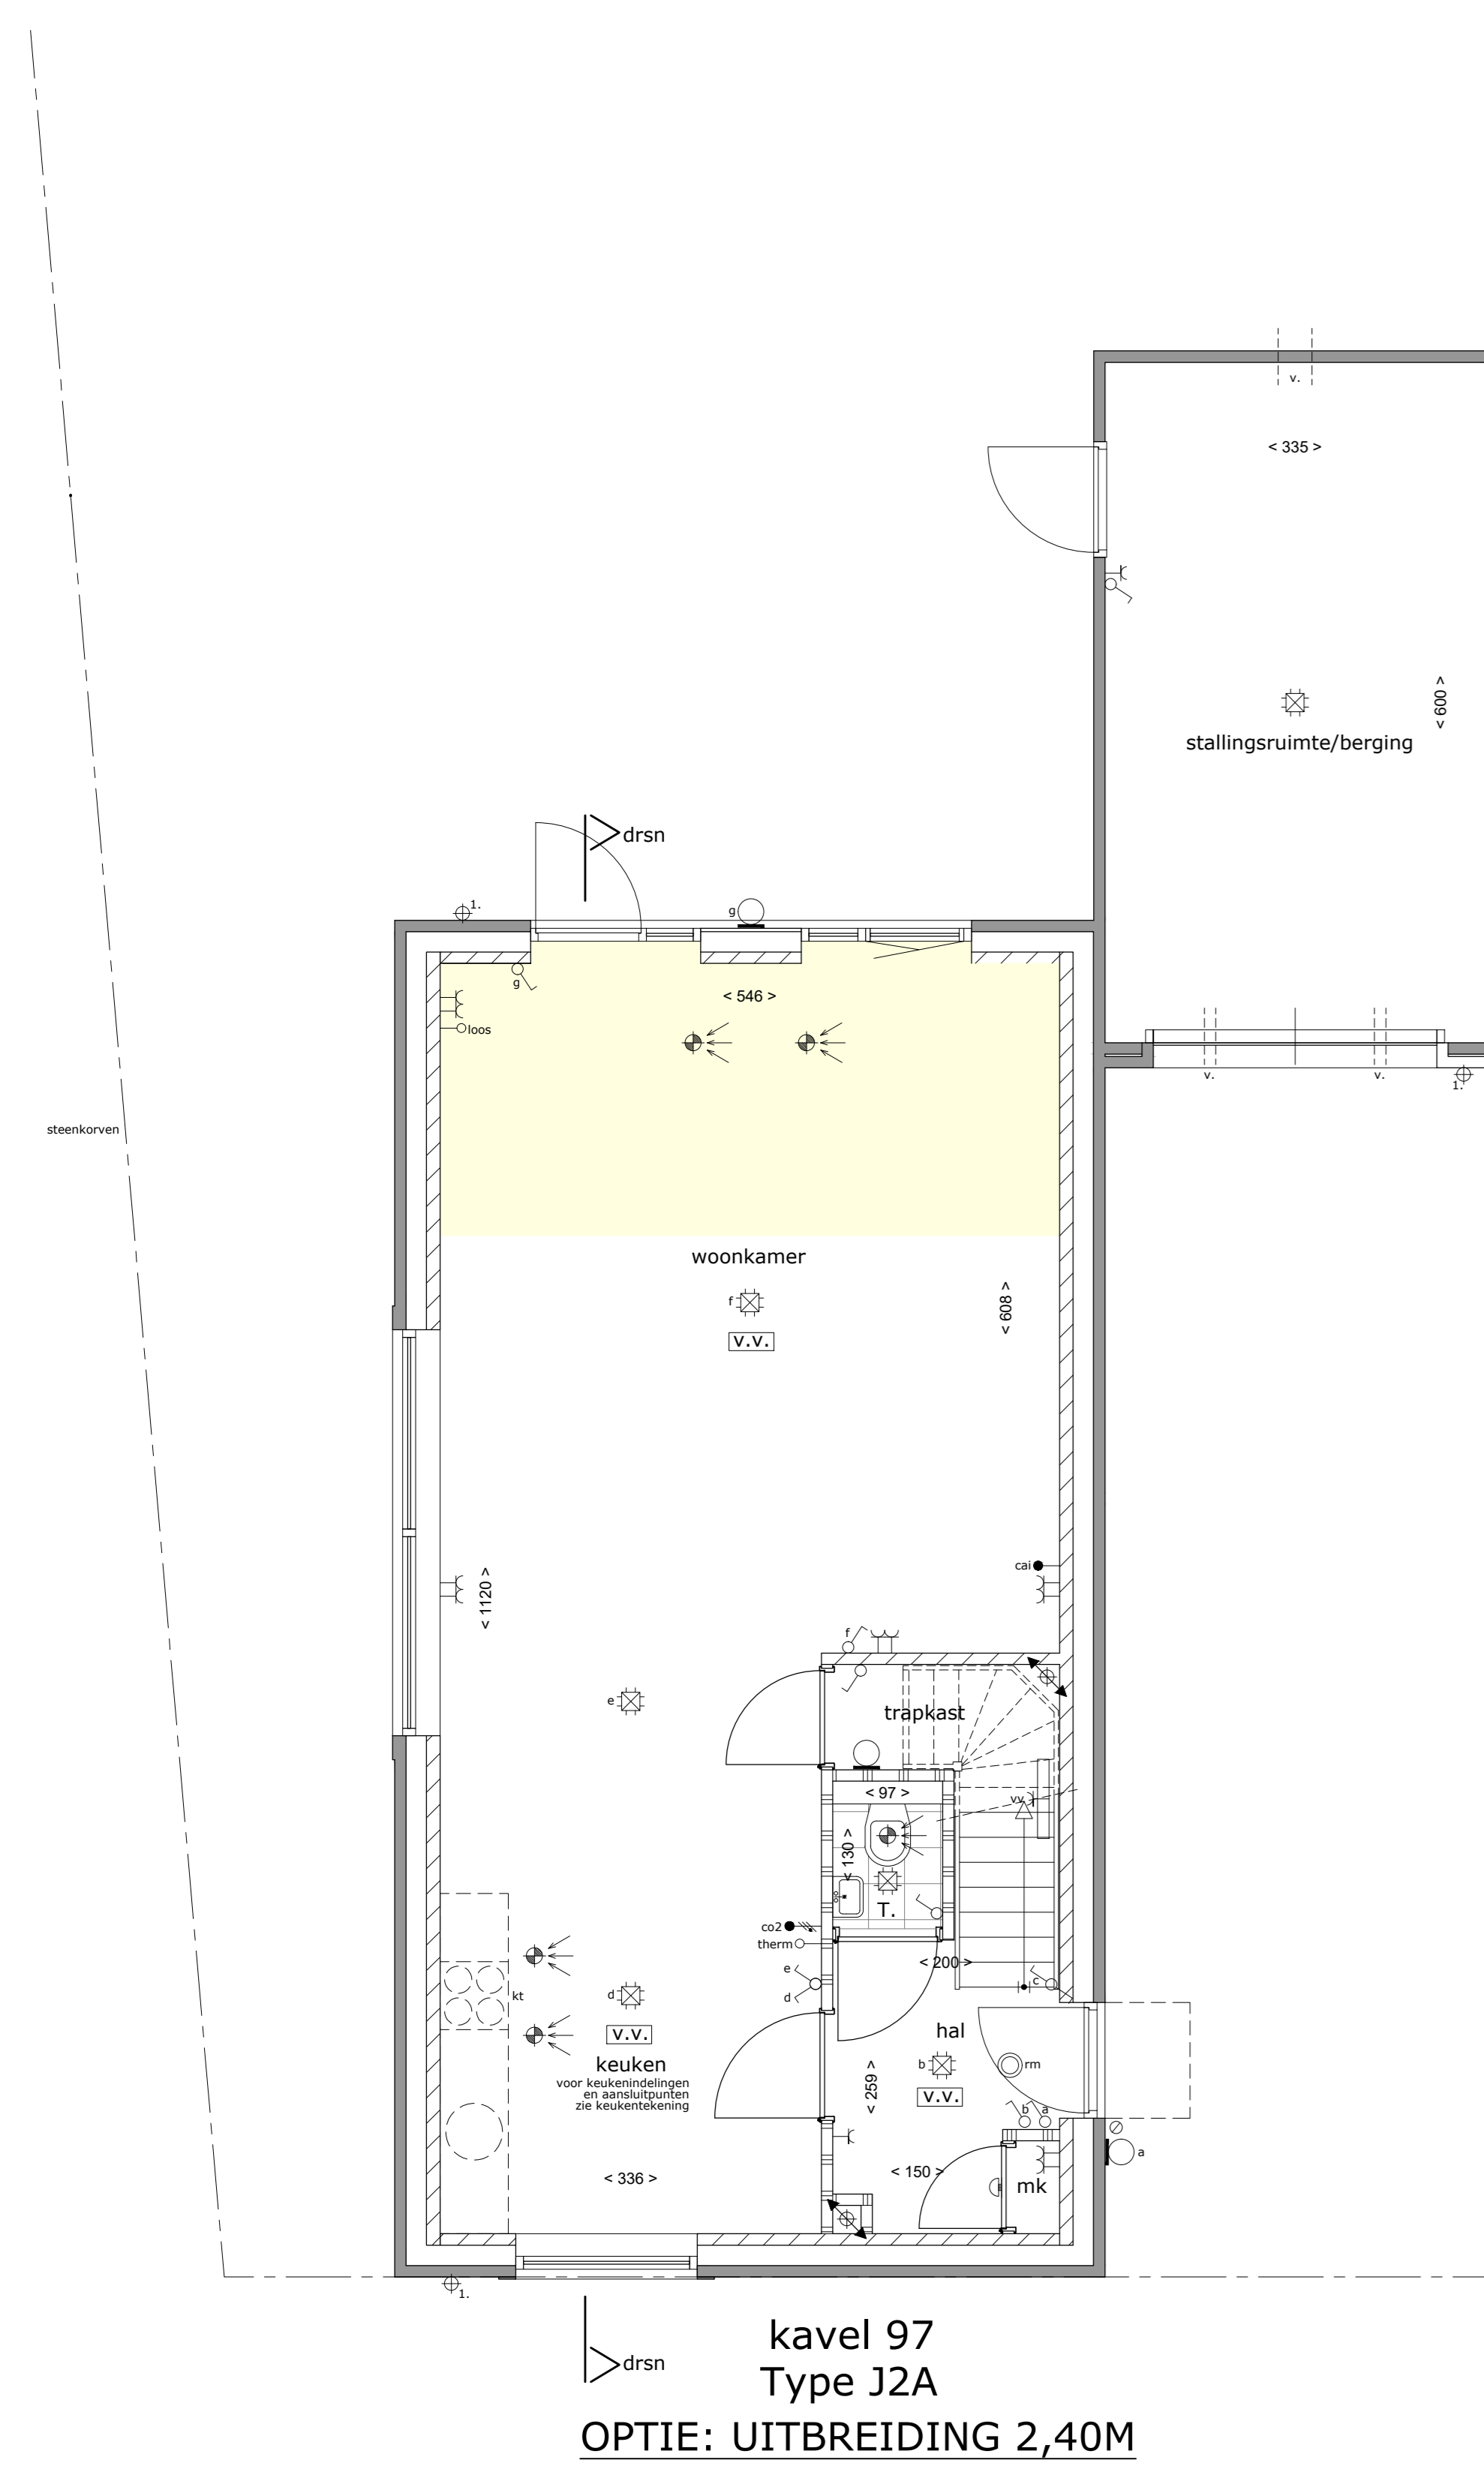 v.
< 335 >
< 600 >
stallingsruimte/berging
drsn
1.
g
g
< 546 >
loos
v.
v.
1.
steenkorven
woonkamer
f
v.v.
< 608 >
cai
< 1120 >
f
e
trapkast
< 97 >
vv
< 130 >
T.
co2
therm
< 200 >
e
d
c
kt
d
v.v.
keuken
voor keukenindelingen
en aansluitpunten
zie keukentekening
hal
b
rm
v.v.
< 259 >
b
a
a
< 150 >
mk
< 336 >
1.
drsn
kavel 97
Type J2A
OPTIE: UITBREIDING 2,40M